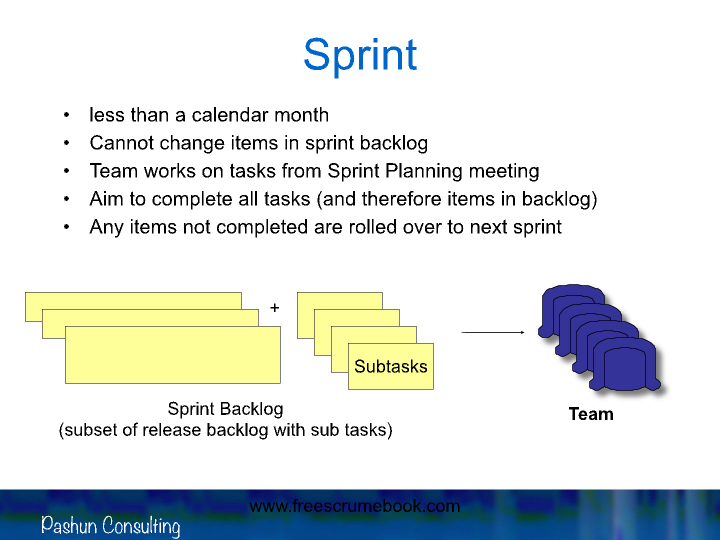 Sprint
• less than a calendar month
• Cannot change items in sprint backlog
• Team works on tasks from Sprint Planning meeting
• Aim to complete all tasks (and therefore items in backlog)
• Any items not completed are rolled over to next sprint
+
Subtasks
Sprint Backlog
(subset of release backlog with sub tasks)
Team
www.freescrumebook.com
Pashun Consulting